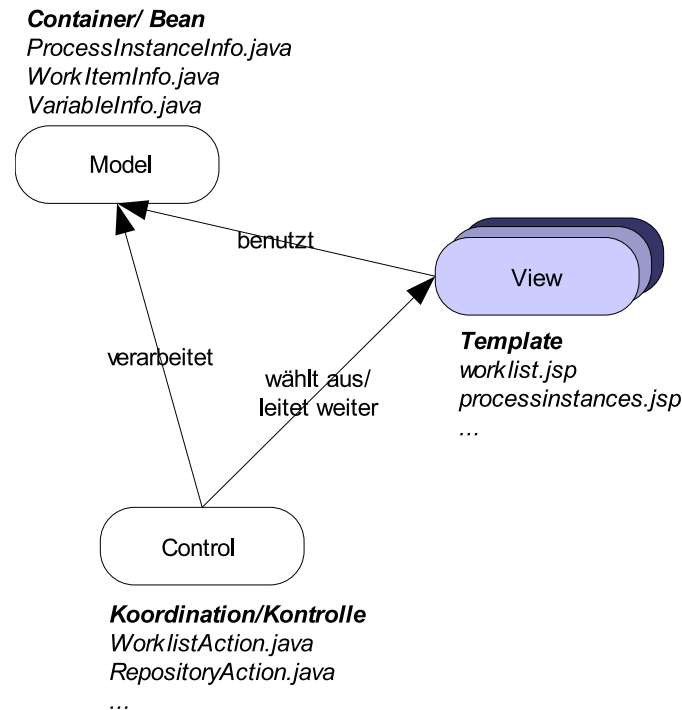 Container/ Bean
ProcessInstanceInfo.java
WorkItemInfo.java
VariableInfo.java
Model
benutzt
View
Template
worklist.jsp
processinstances.jsp
...
verarbeitet
wählt aus/
leitet weiter
Control
Koordination/Kontrolle
WorklistAction.java
RepositoryAction.java
...